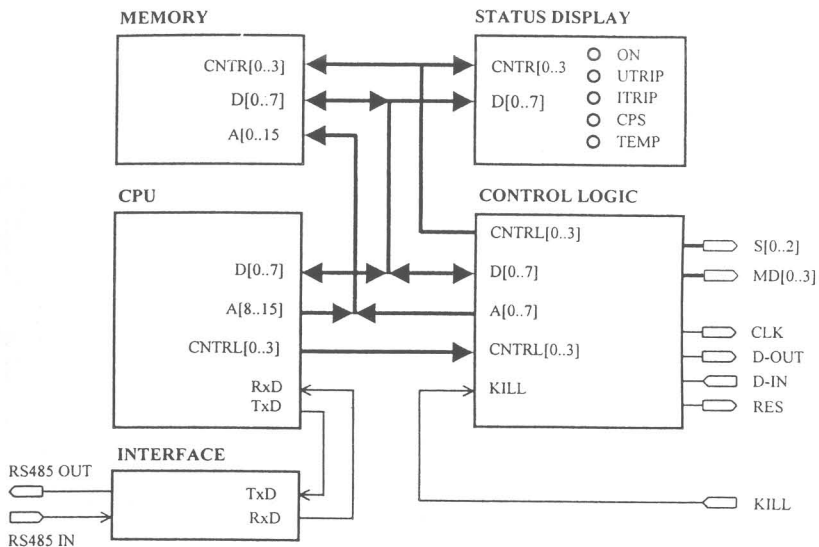 MEMORY
CNTR[0..3]
D[0..7]
A[0..15
STATUS DISPLAY
CNTR[0..3
D[0..7]
ON
UTRIP
ITRIP
CPS
TEMP
CPU
D[0..7]
A[8..15]
CNTRL[0..3]
RxD
TxD
CONTROL LOGIC
CNTRL[0..3]
D[0..7]
A[0..7]
CNTRL[0..3]
KILL
S[0..2]
MD[0..3]
CLK
D-OUT
D-IN
RES
KILL
INTERFACE
TxD
RxD
RS485 OUT
RS485 IN